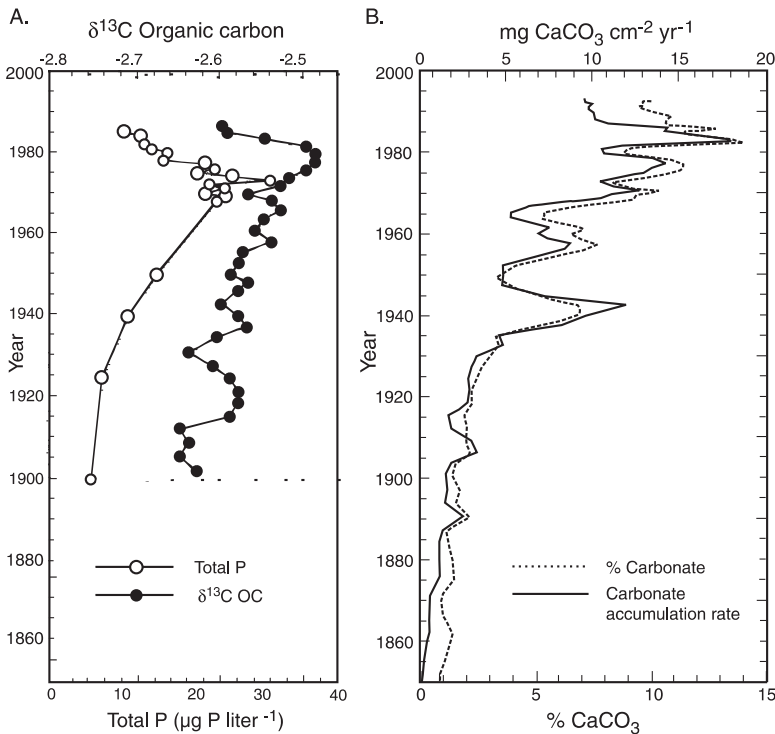 A.
δ13C Organic carbon
-2.8 -2.7 -2.6 -2.5
2000
1980
1960
1940
1920
1900
1880
1860
Year
Total P
δ13C OC
-2 0 10 20 30 40
Total P (µg P liter -1)
B.
mg CaCO3 cm-2 yr-1
0 5 10 15 20
2000
1980
1960
1940
1920
1900
1880
1860
Year
% Carbonate
Carbonate
accumulation rate
0 5 10 15
% CaCO3